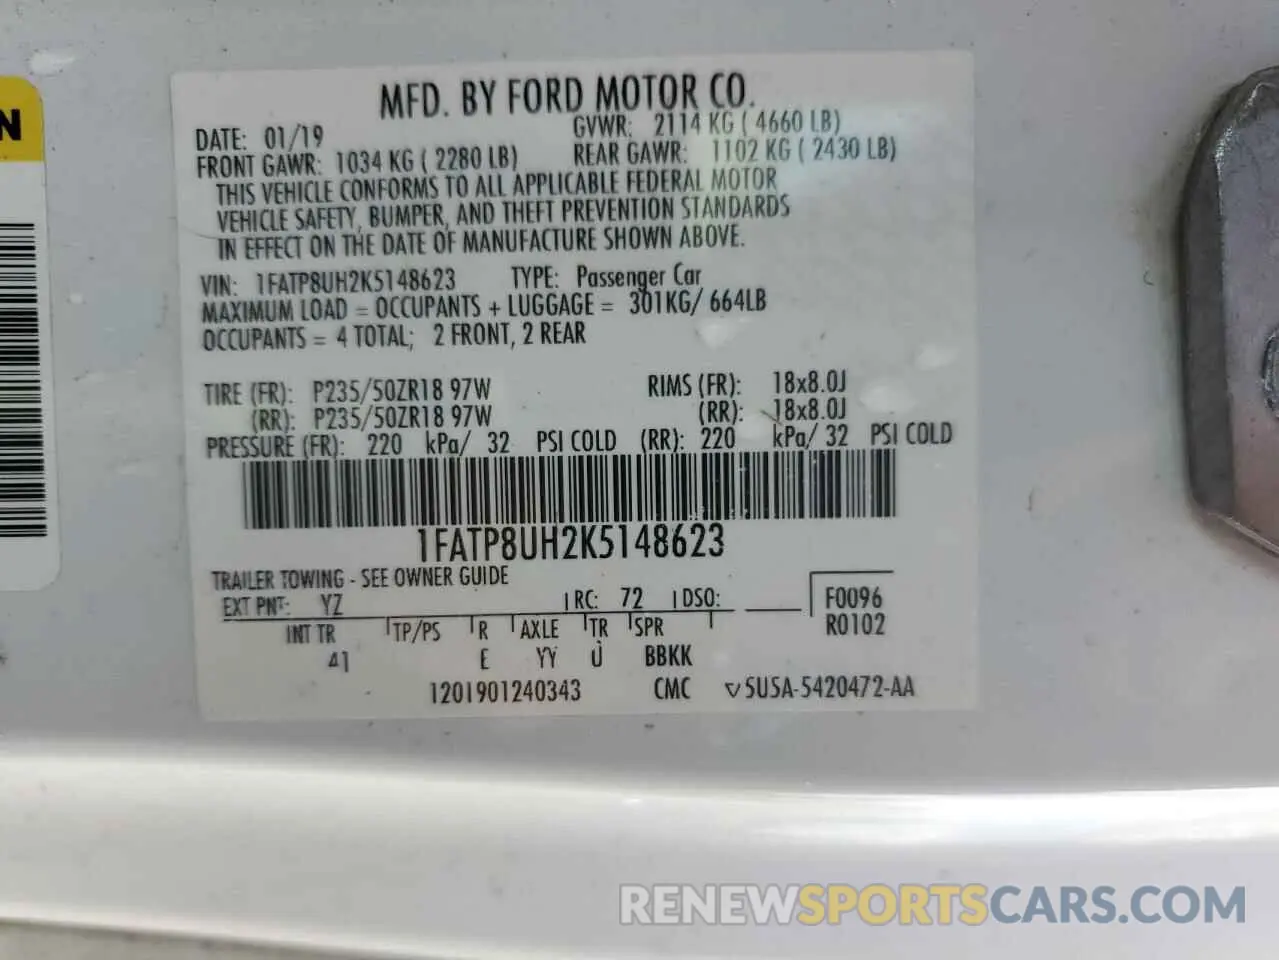 N
MFD. BY FORD MOTOR CO.
DATE: 01/19 GVWR: 2114 KG ( 4660 LB)
FRONT GAWR: 1034 KG ( 2280 LB) REAR GAWR: 1102 KG ( 2430 LB)
THIS VEHICLE CONFORMS TO ALL APPLICABLE FEDERAL MOTOR
VEHICLE SAFETY, BUMPER, AND THEFT PREVENTION STANDARDS
IN EFFECT ON THE DATE OF MANUFACTURE SHOWN ABOVE.
VIN: 1FATP8UH2K5148623 TYPE: Passenger Car
MAXIMUM LOAD = OCCUPANTS + LUGGAGE = 301KG/ 664LB
OCCUPANTS = 4 TOTAL; 2 FRONT, 2 REAR
TIRE (FR): P235/50ZR18 97W RIMS (FR): 18x8.0J
(RR): P235/50ZR18 97W (RR): 18x8.0J
PRESSURE (FR): 220 kPa/ 32 PSI COLD (RR): 220 kPa/ 32 PSI COLD
1FATP8UH2K5148623
TRAILER TOWING - SEE OWNER GUIDE
EXT PNT: YZ RC: 72 DSO: F0096
INT TR TP/PS R AXLE TR SPR R0102
41 E YY U BBKK
1201901240343 CMC ▽5U5A-5420472-AA
RENEWSPORTSCARS.COM